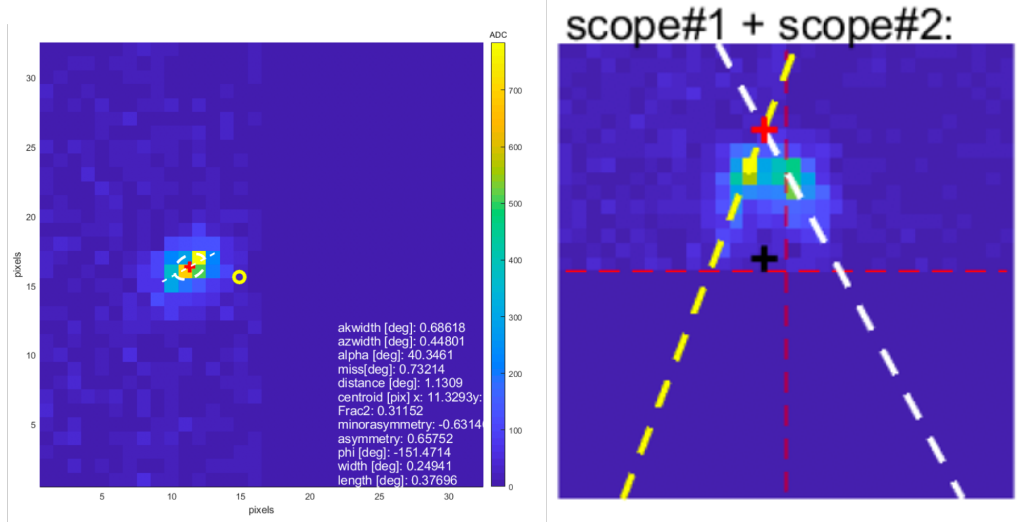 scope#1 + scope#2:
ADC
30
25
20
15
10
5
pixels
5
10
15
20
25
30
pixels
700
600
500
400
300
200
100
0
akwidth [deg]: 0.68618
azwidth [deg]: 0.44801
alpha [deg]: 40.3461
miss[deg]: 0.73214
distance [deg]: 1.1309
centroid [pix] x: 11.3293y:
Frac2: 0.31152
minorasymmetry: -0.6314
asymmetry: 0.65752
phi [deg]: -151.4714
width [deg]: 0.24941
length [deg]: 0.37696